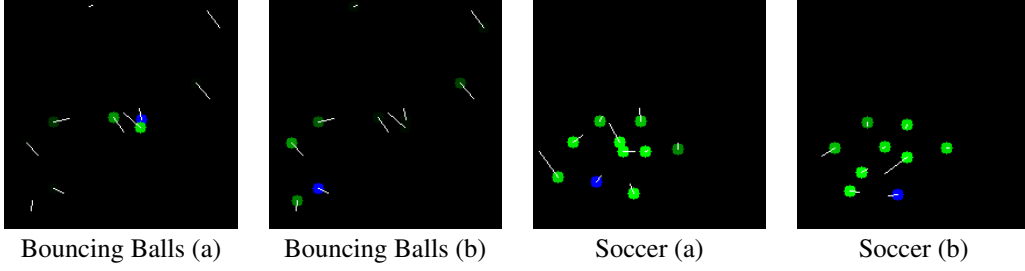 Bouncing Balls (a)
Bouncing Balls (b)
Soccer (a)
Soccer (b)